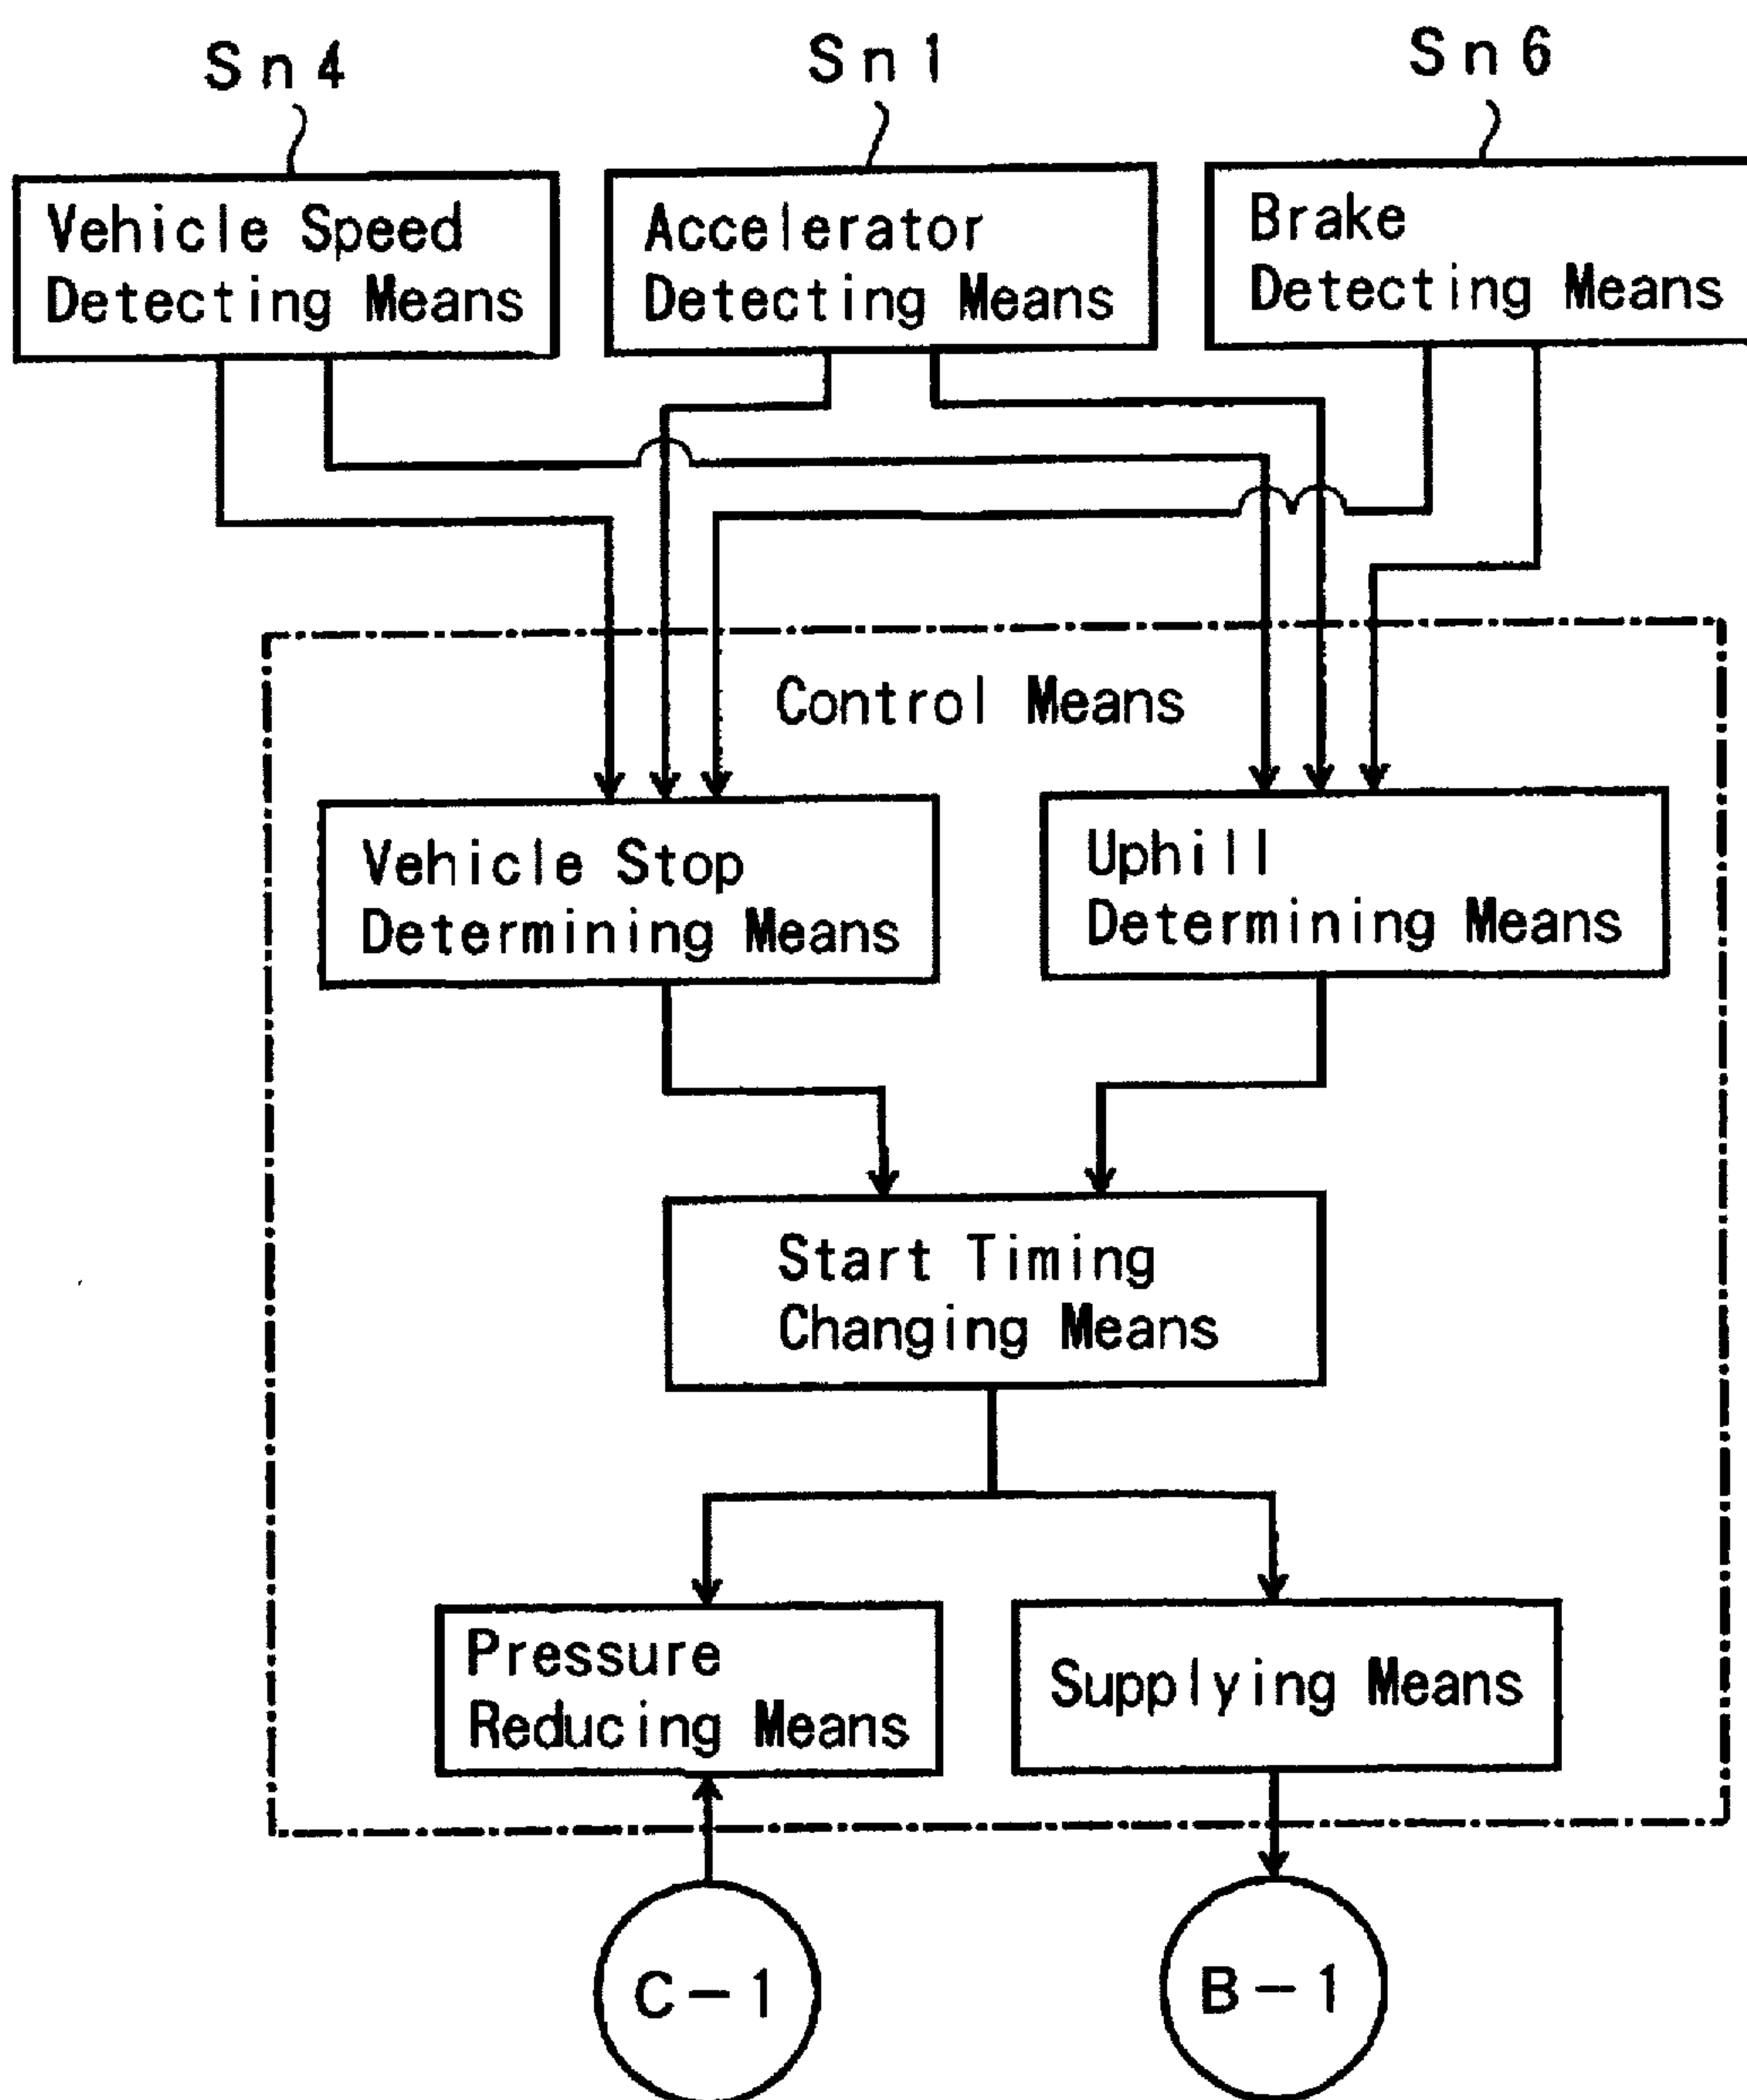 Sn4
Sn1
Sn6
Vehicle Speed
Detecting Means
Accelerator
Detecting Means
Brake
Detecting Means
Control Means
Vehicle Stop
Determining Means
Uphill
Determining Means
Start Timing
Changing Means
Pressure
Reducing Means
Supplying Means
C-1
B-1